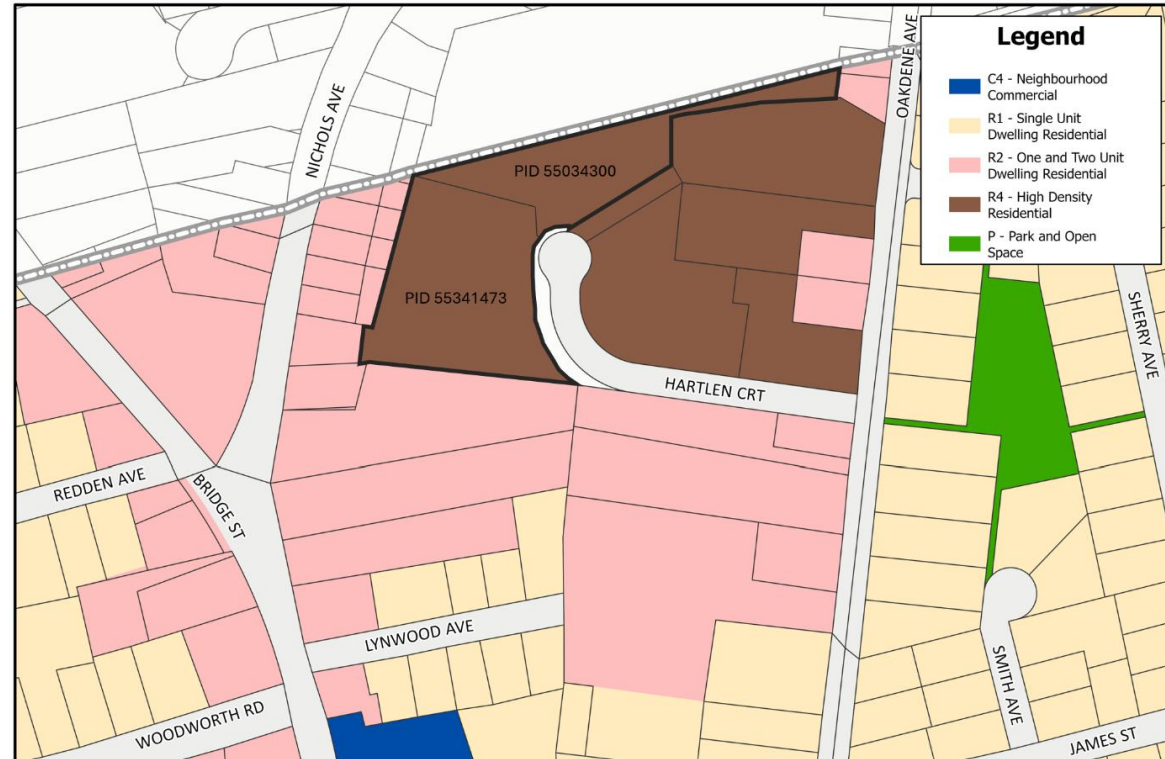 Legend
C4 - Neighbourhood
Commercial
R1 - Single Unit
Dwelling Residential
R2 - One and Two Unit
Dwelling Residential
R4 - High Density
Residential
P - Park and Open
Space
OAKDENE AVE
NICHOLS AVE
PID 55034300
PID 55341473
HARTLEN CRT
SHERRY AVE
REDDEN AVE
BRIDGE ST
LYNWOOD AVE
WOODWORTH RD
SMITH AVE
JAMES ST